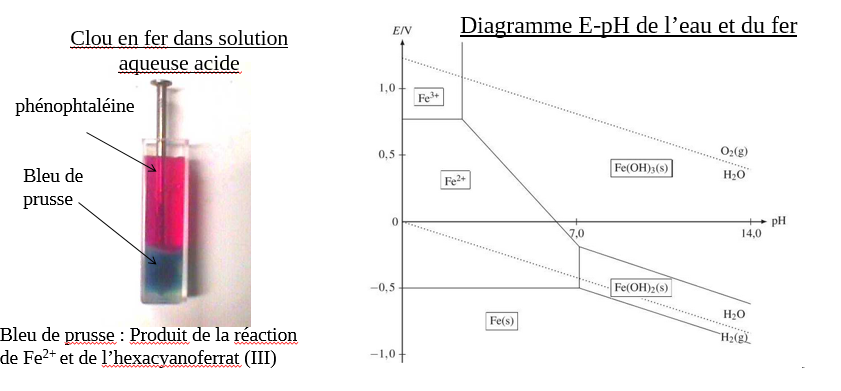 Clou en fer dans solution
aqueuse acide
phénophtaléine
Bleu de
prusse
Bleu de prusse : Produit de la réaction
de Fe²⁺ et de l’hexacyanoferrat (III)
Diagramme E-pH de l’eau et du fer
E/V
1,0
Fe³⁺
0,5
O₂(g)
Fe(OH)₃(s)
H₂O
Fe²⁺
0
pH
7,0
14,0
−0,5
Fe(OH)₂(s)
H₂O
Fe(s)
H₂(g)
−1,0